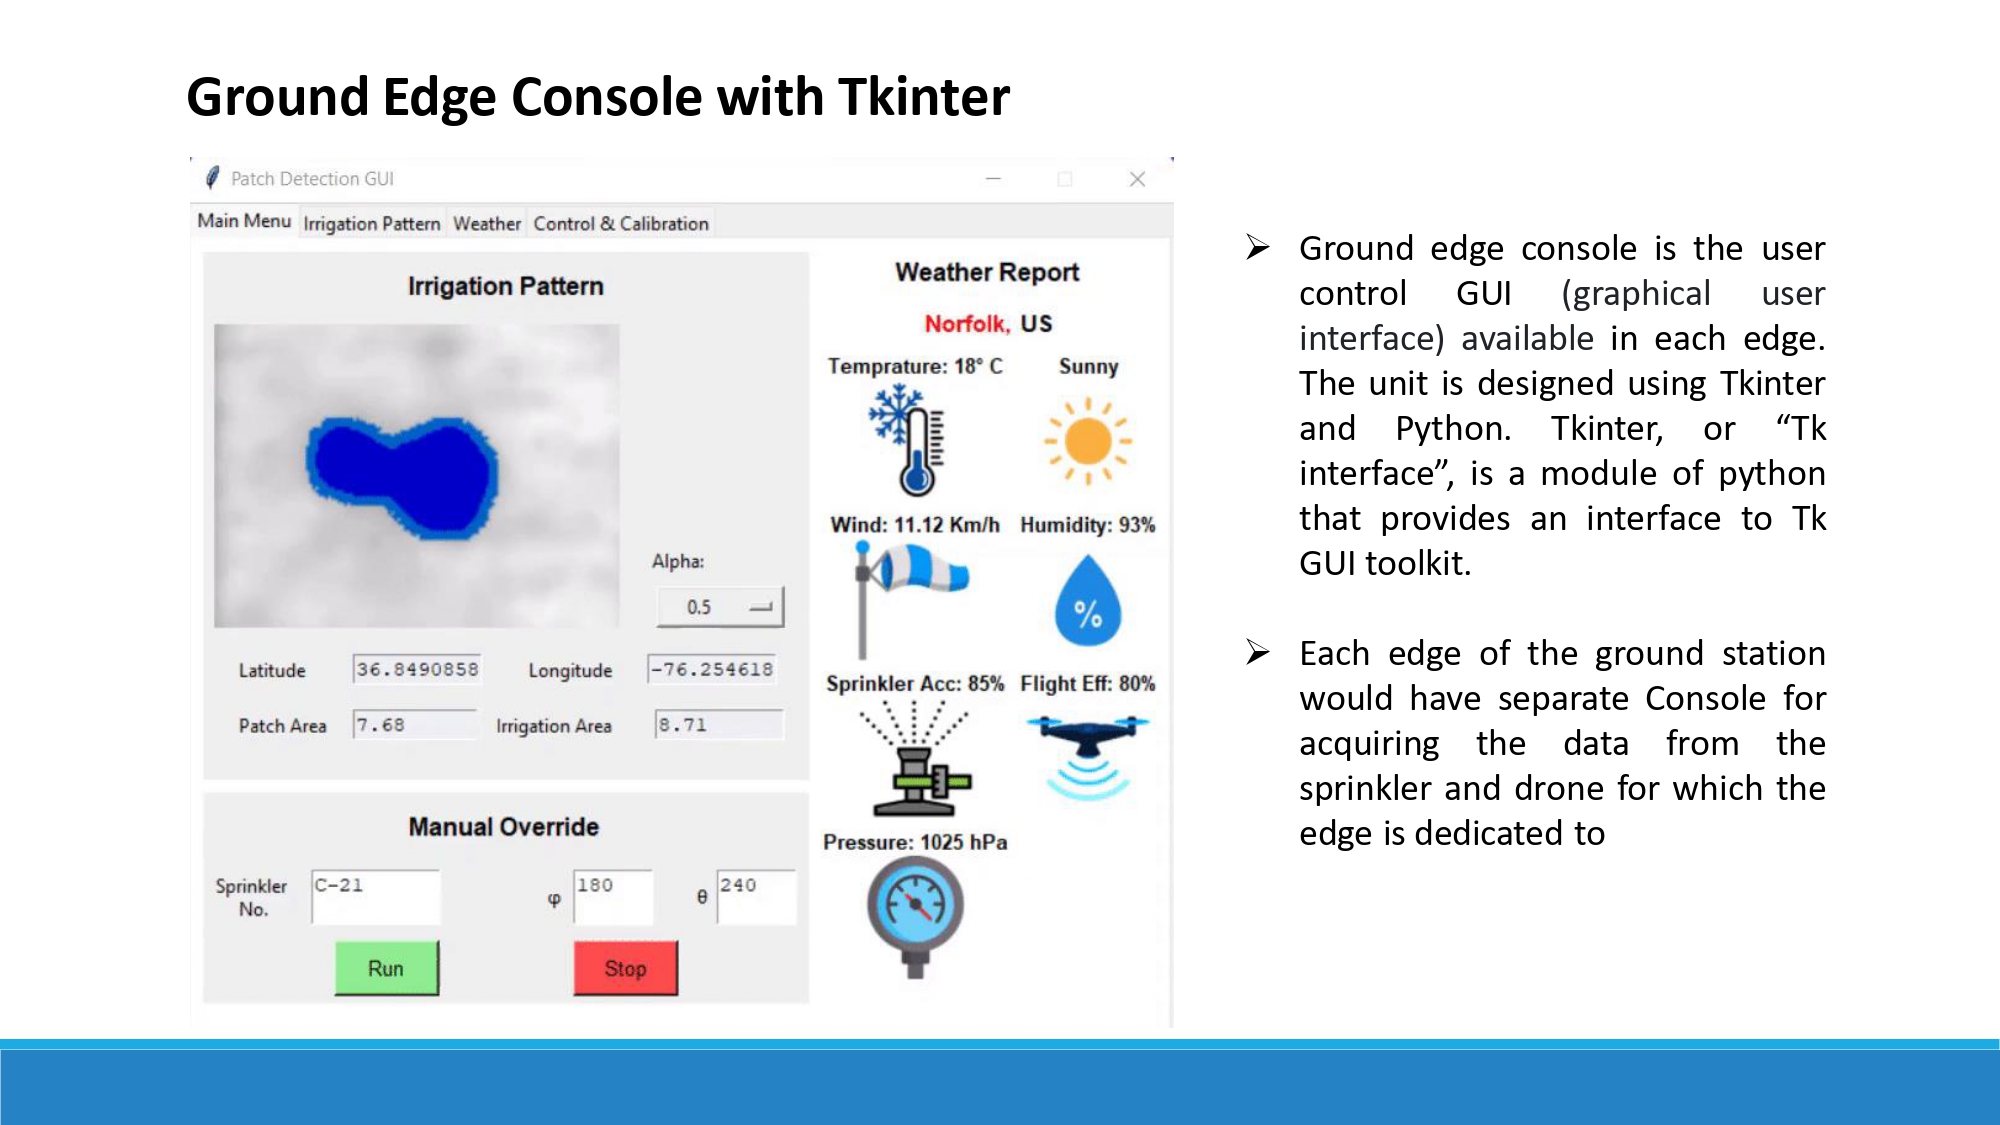 Ground Edge Console with Tkinter
Patch Detection GUI
Main Menu Irrigation Pattern Weather Control & Calibration
Irrigation Pattern
Alpha:
0.5
Latitude 36.8490858 Longitude -76.254618
Patch Area 7.68 Irrigation Area 8.71
Manual Override
Sprinkler No. C-21 φ 180 θ 240
Run Stop
Weather Report
Norfolk, US
Temprature: 18° C Sunny
Wind: 11.12 Km/h Humidity: 93%
%
Sprinkler Acc: 85% Flight Eff: 80%
Pressure: 1025 hPa
➢ Ground edge console is the user
control GUI (graphical user
interface) available in each edge.
The unit is designed using Tkinter
and Python. Tkinter, or “Tk
interface”, is a module of python
that provides an interface to Tk
GUI toolkit.
➢ Each edge of the ground station
would have separate Console for
acquiring the data from the
sprinkler and drone for which the
edge is dedicated to